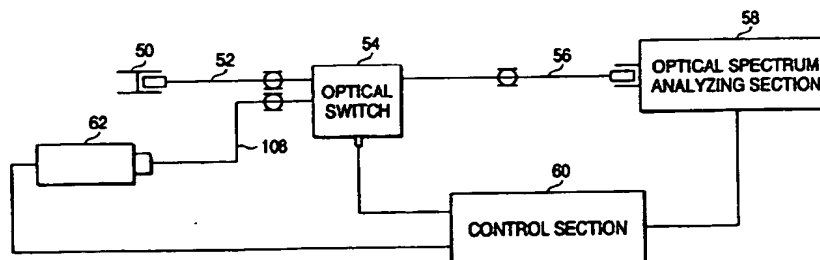 50
52
54
56
58
OPTICAL
SWITCH
OPTICAL SPECTRUM
ANALYZING SECTION
62
108
60
CONTROL SECTION